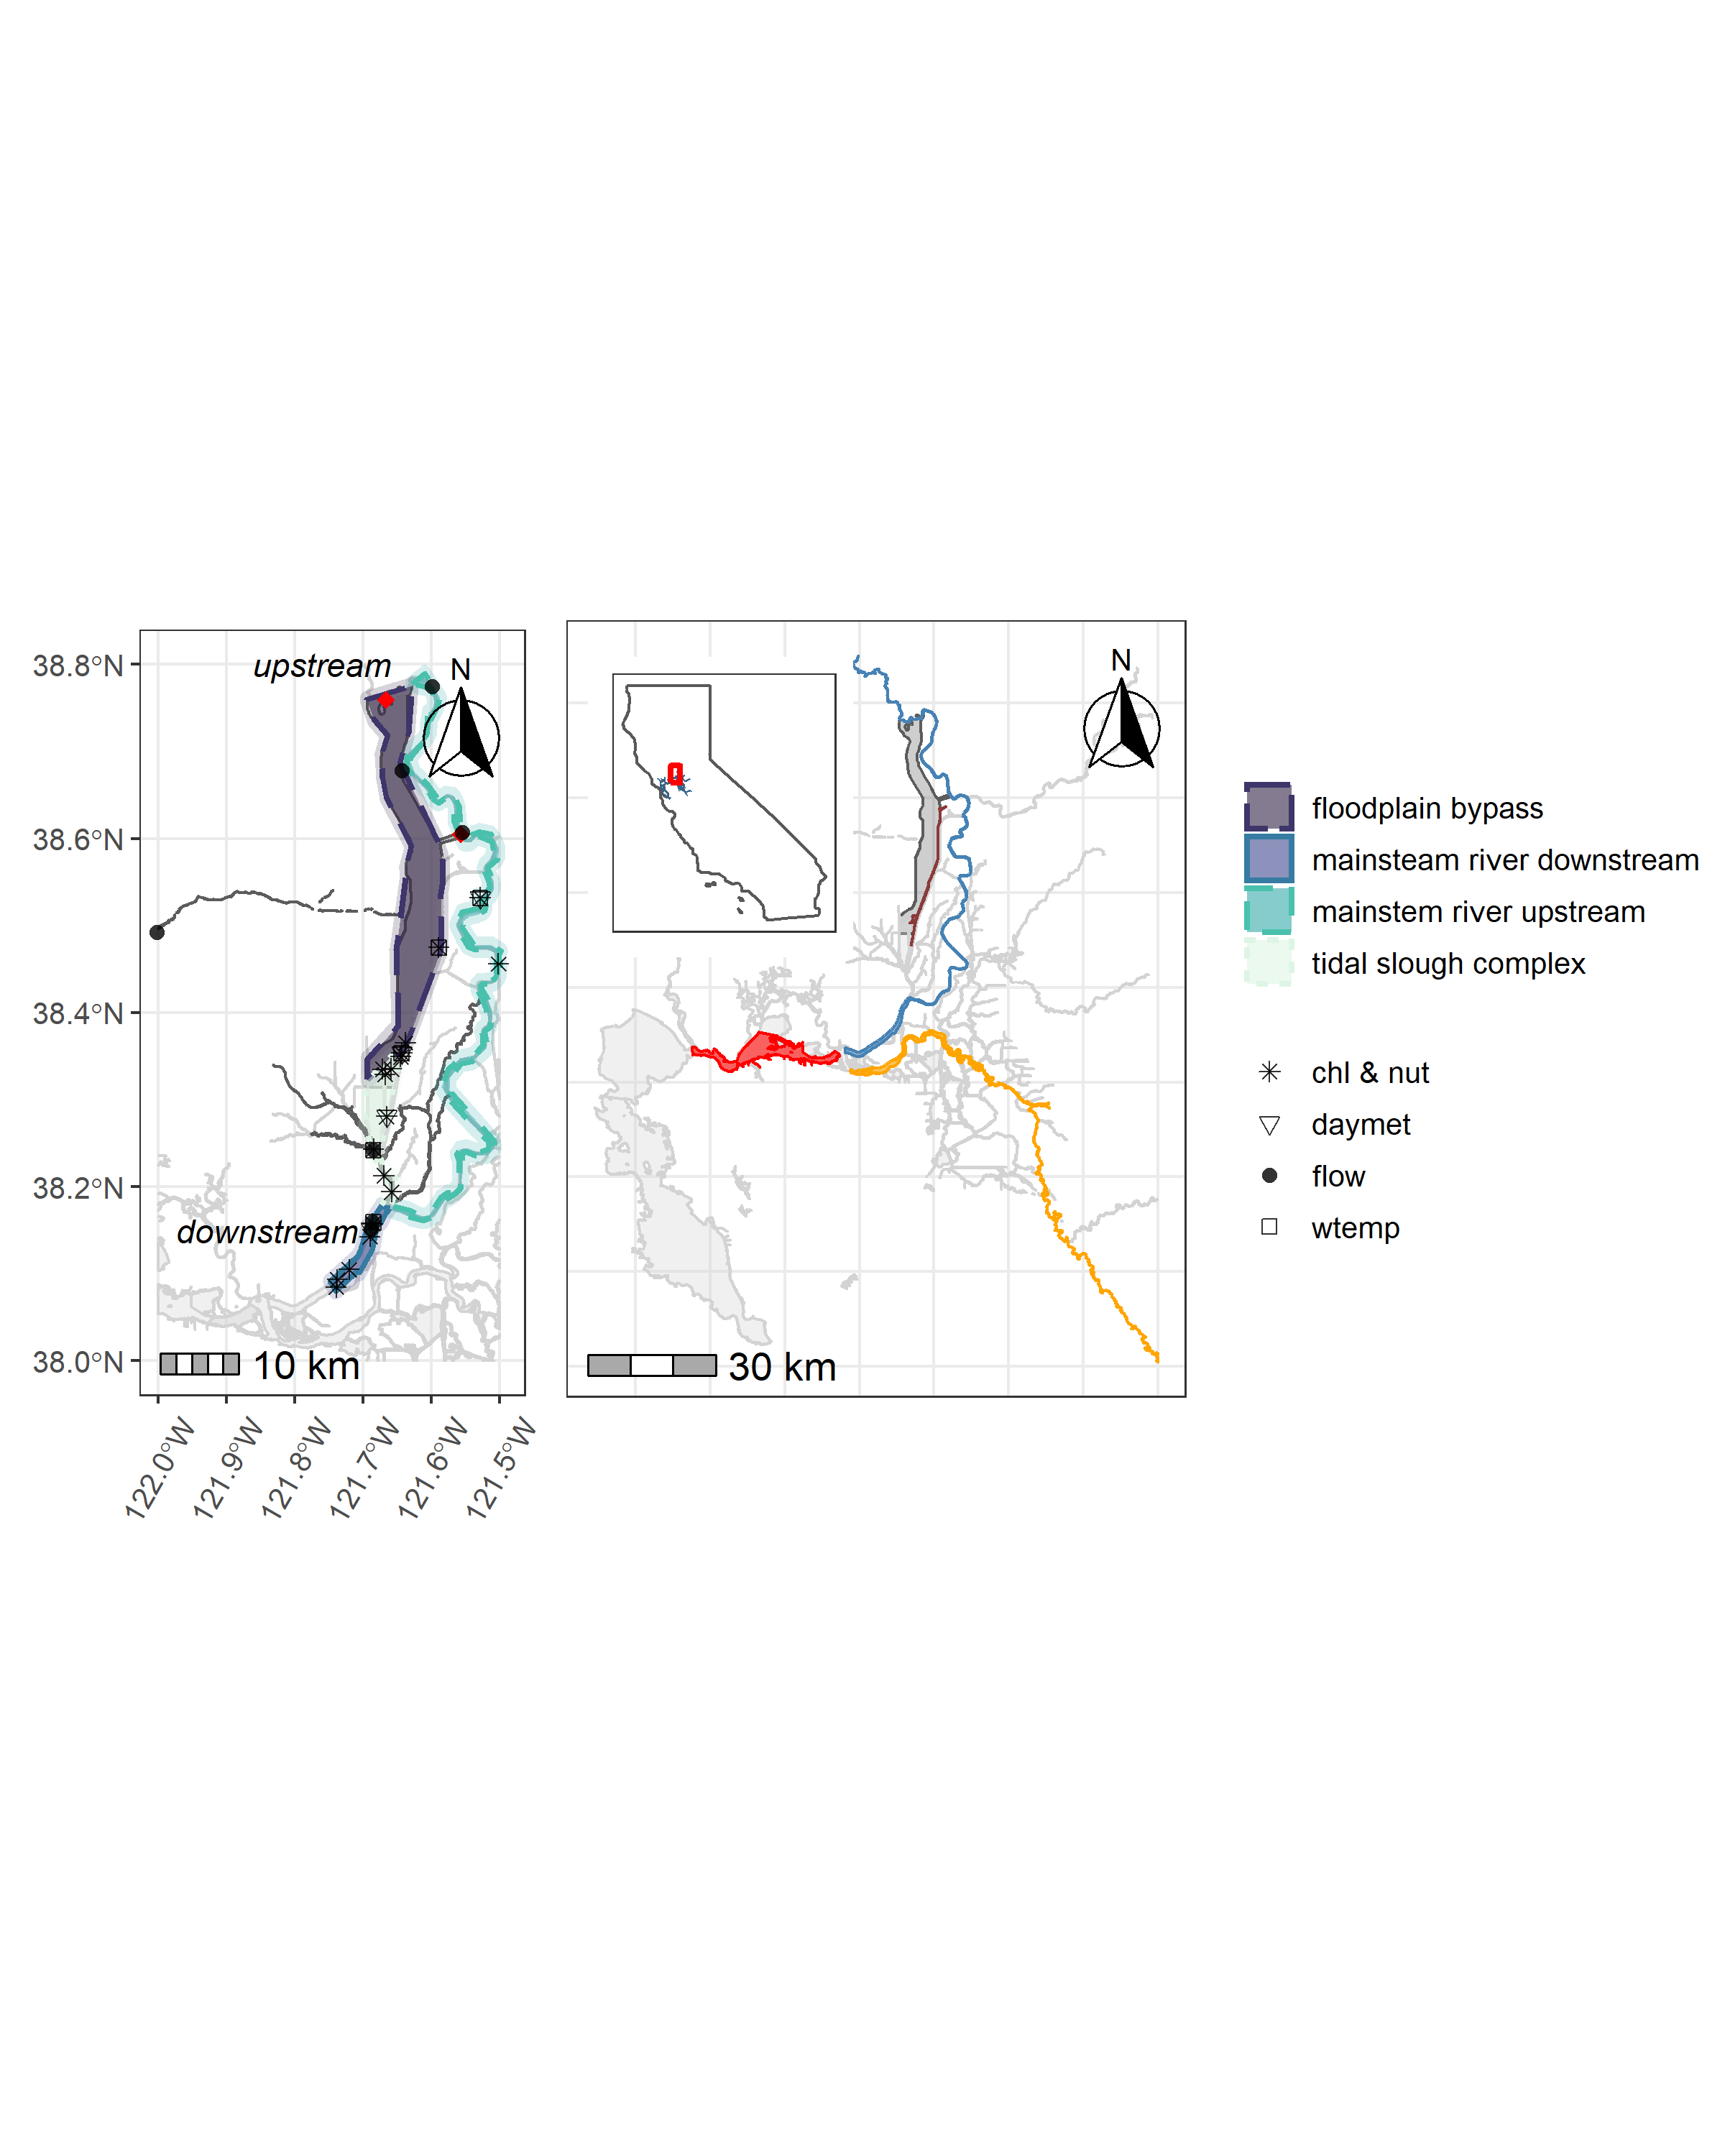 38.8°N
38.6°N
38.4°N
38.2°N
38.0°N
upstream
N
downstream
10 km
122.0°W
121.9°W
121.8°W
121.7°W
121.6°W
121.5°W
N
30 km
floodplain bypass
mainsteam river downstream
mainstem river upstream
tidal slough complex
chl & nut
daymet
flow
wtemp